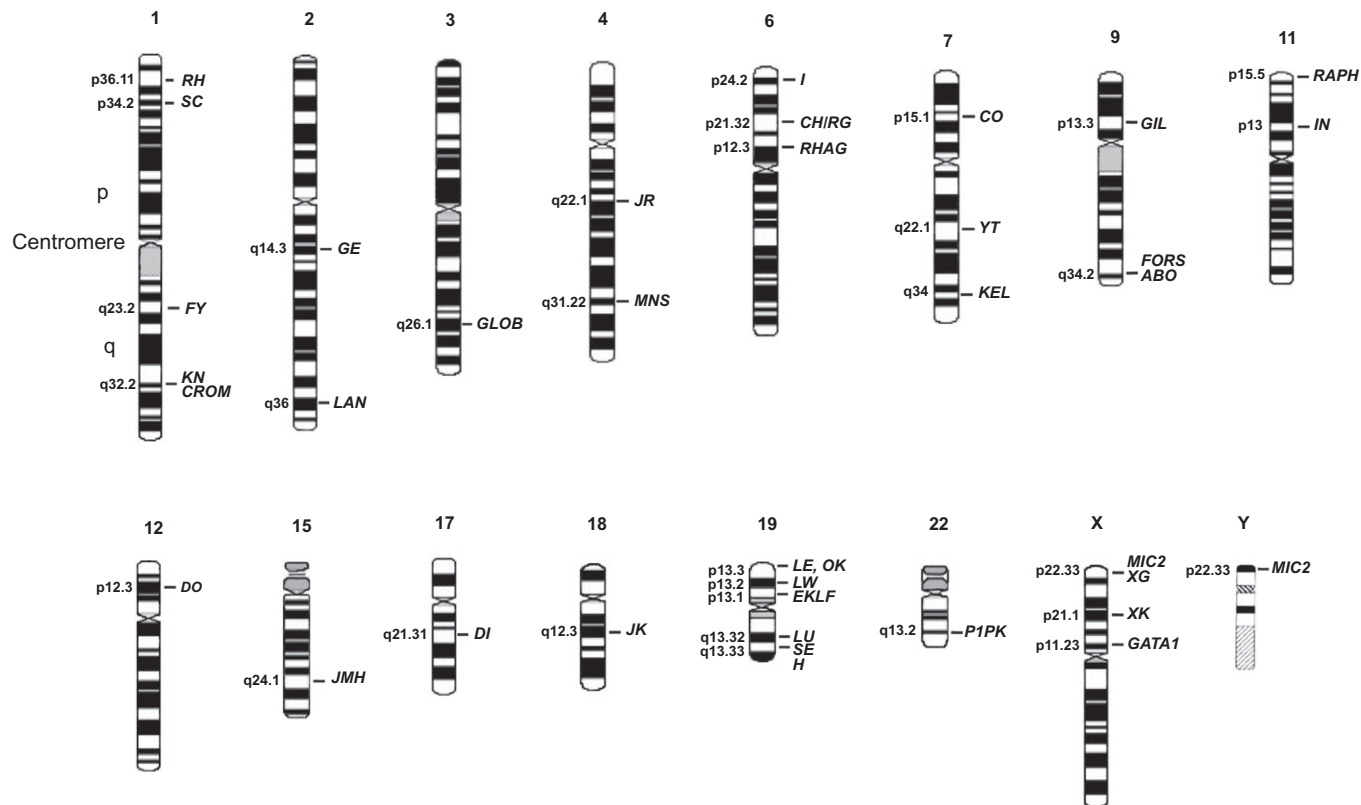 1
p36.11 RH
p34.2 SC
p
Centromere
q23.2 FY
q
q32.2 KN
CROM
2
q14.3 GE
q36 LAN
3
q26.1 GLOB
4
q22.1 JR
q31.22 MNS
6
p24.2 I
p21.32 CH/RG
p12.3 RHAG
7
p15.1 CO
q22.1 YT
q34 KEL
9
p13.3 GIL
FORS
q34.2 ABO
11
p15.5 RAPH
p13 IN
12
p12.3 DO
15
q24.1 JMH
17
q21.31 DI
18
q12.3 JK
19
p13.3 LE, OK
p13.2 LW
p13.1 EKLF
q13.32 LU
q13.33 SE
H
22
q13.2 P1PK
X
p22.33 MIC2
XG
p21.1 XK
p11.23 GATA1
Y
p22.33 MIC2